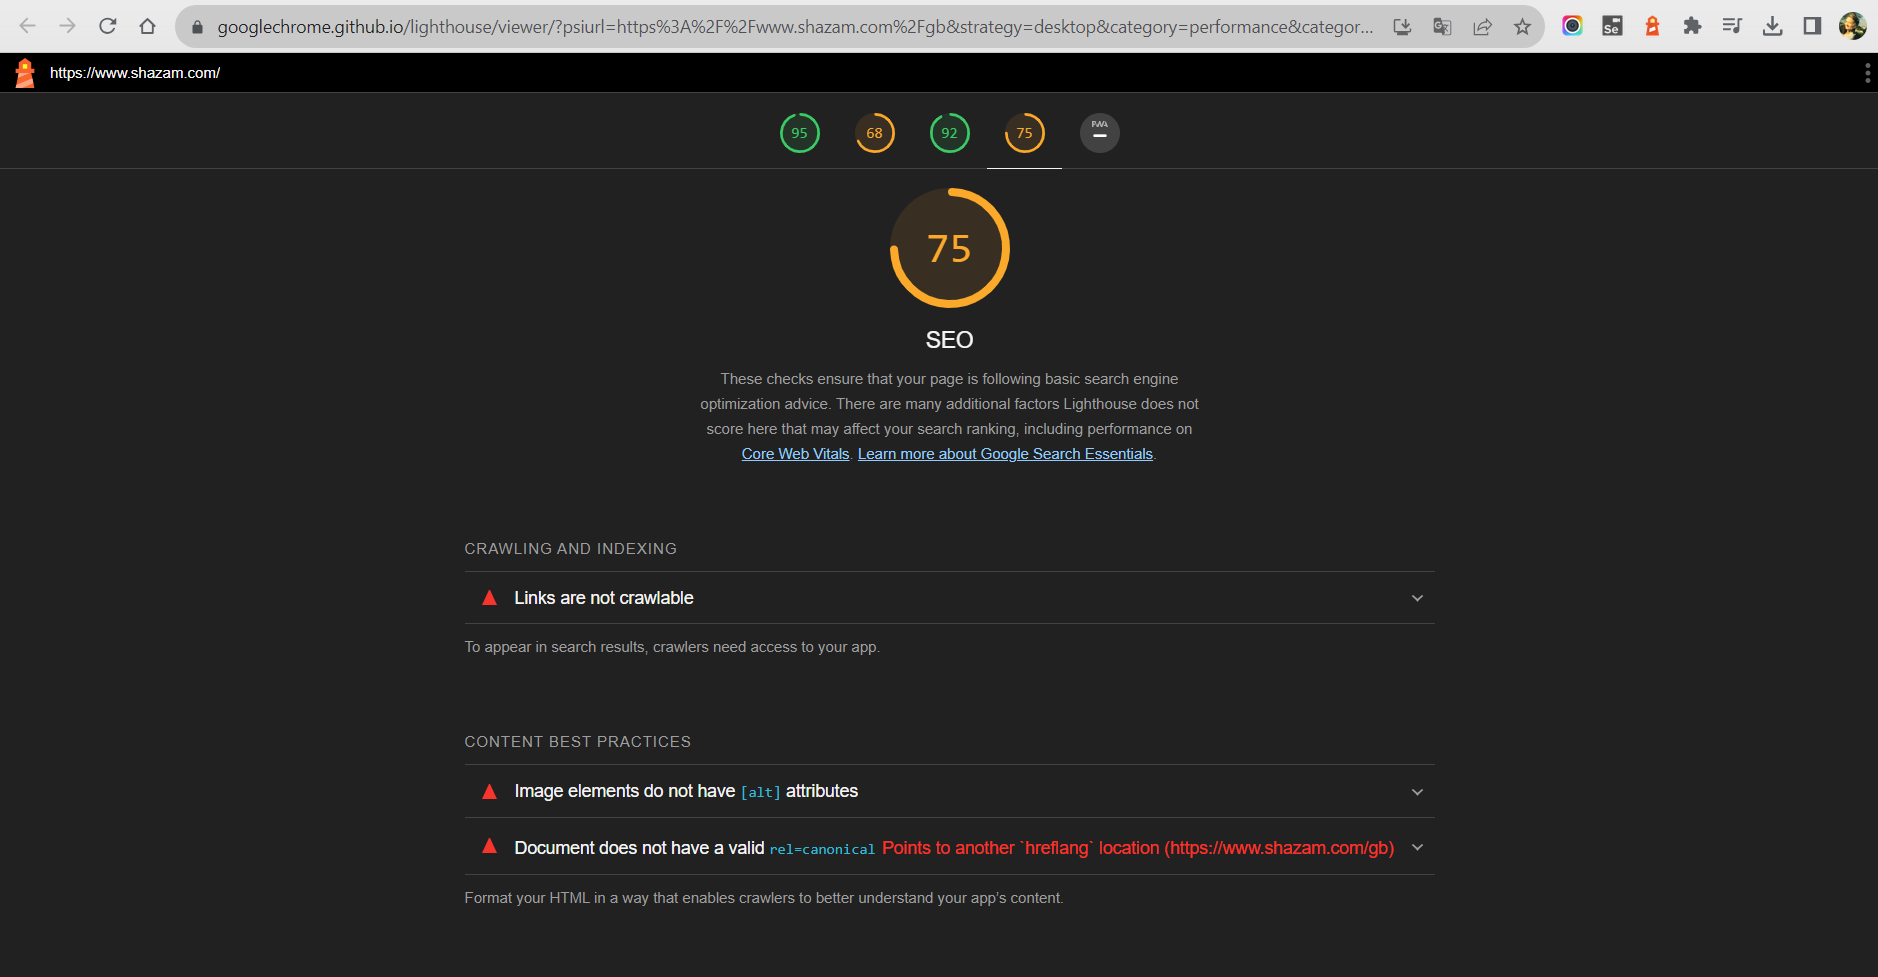 googlechrome.github.io/lighthouse/viewer/?psiurl=https%3A%2F%2Fwww.shazam.com%2Fgb&strategy=desktop&category=performance&categor...
Se
https://www.shazam.com/
95 68 92 75 PWA
75
SEO
These checks ensure that your page is following basic search engine
optimization advice. There are many additional factors Lighthouse does not
score here that may affect your search ranking, including performance on
Core Web Vitals. Learn more about Google Search Essentials.
CRAWLING AND INDEXING
Links are not crawlable
To appear in search results, crawlers need access to your app.
CONTENT BEST PRACTICES
Image elements do not have [alt] attributes
Document does not have a valid rel=canonical Points to another `hreflang` location (https://www.shazam.com/gb)
Format your HTML in a way that enables crawlers to better understand your app’s content.